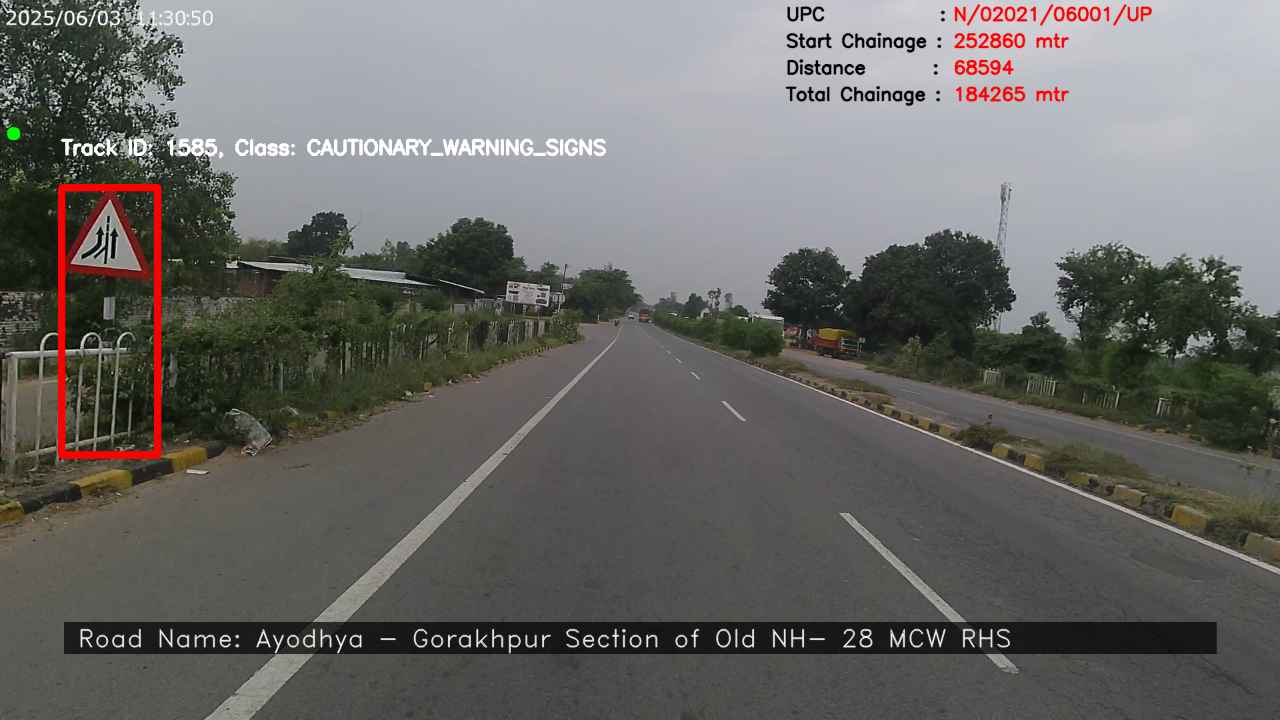 2025/06/03 11:30:50
UPC : N/02021/06001/UP
Start Chainage : 252860 mtr
Distance : 68594
Total Chainage : 184265 mtr
Track ID: 1585, Class: CAUTIONARY_WARNING_SIGNS
Road Name: Ayodhya - Gorakhpur Section of Old NH- 28 MCW RHS